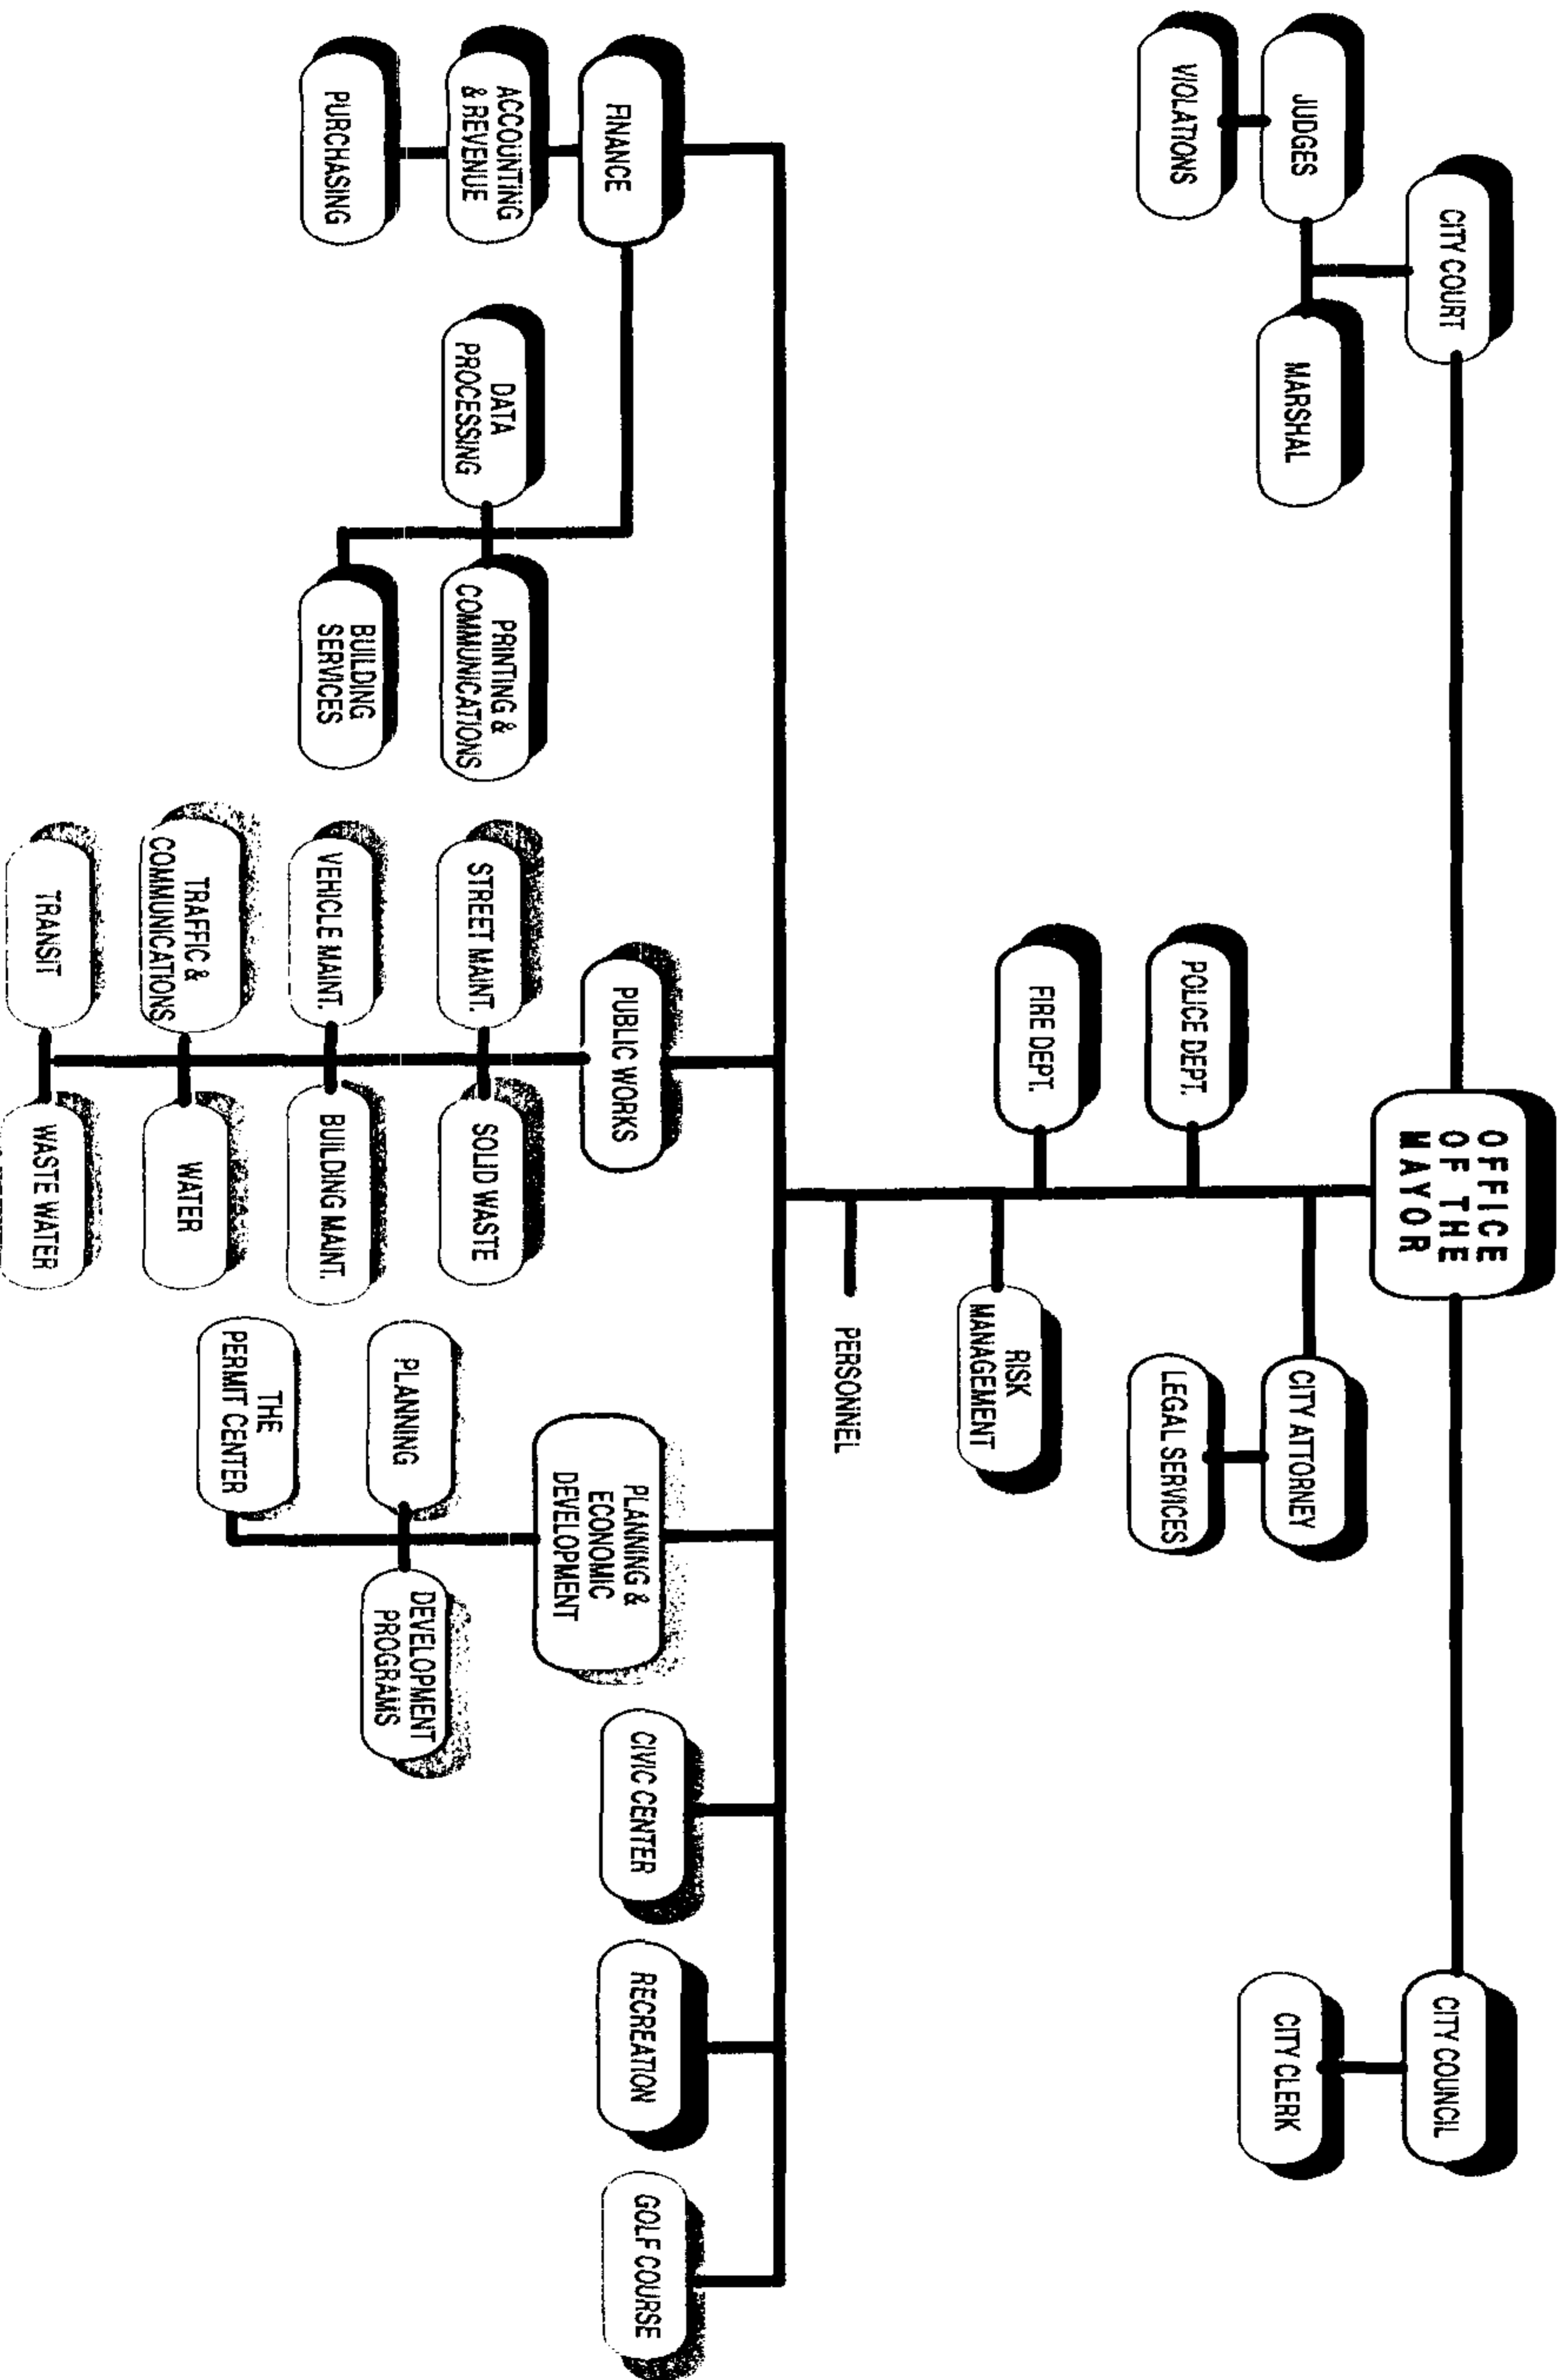 OFFICE
OF THE
MAYOR
CITY COURT
CITY COUNCIL
JUDGES
MARSHAL
CITY ATTORNEY
CITY CLERK
VIOLATIONS
POLICE DEPT.
LEGAL SERVICES
FIRE DEPT.
RISK
MANAGEMENT
PERSONNEL
FINANCE
PUBLIC WORKS
PLANNING &
ECONOMIC
DEVELOPMENT
CIVIC CENTER
RECREATION
GOLF COURSE
ACCOUNTING
& REVENUE
DATA
PROCESSING
PRINTING &
COMMUNICATIONS
STREET MAINT.
SOLID WASTE
PLANNING
DEVELOPMENT
PROGRAMS
PURCHASING
BUILDING
SERVICES
VEHICLE MAINT.
BUILDING MAINT.
THE
PERMIT CENTER
TRAFFIC &
COMMUNICATIONS
WATER
TRANSIT
WASTE WATER